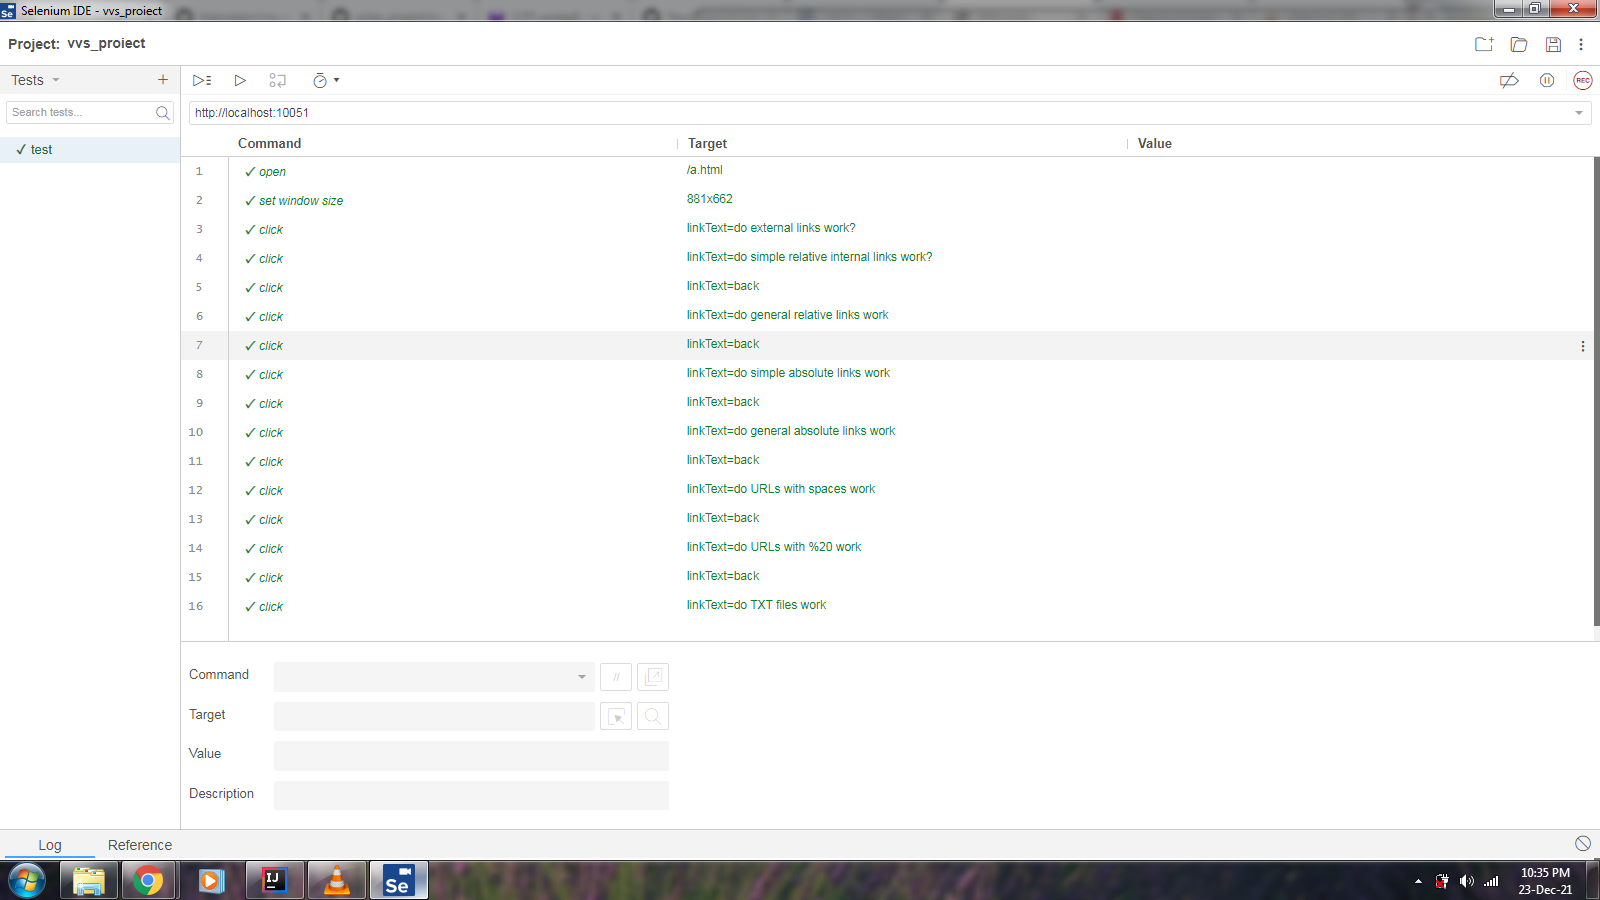 Selenium IDE - vvs_proiect
Project: vvs_proiect
Tests
REC
Search tests...
http://localhost:10051
Command Target Value
✓ test
1 ✓ open /a.html
2 ✓ set window size 881x662
3 ✓ click linkText=do external links work?
4 ✓ click linkText=do simple relative internal links work?
5 ✓ click linkText=back
6 ✓ click linkText=do general relative links work
7 ✓ click linkText=back
8 ✓ click linkText=do simple absolute links work
9 ✓ click linkText=back
10 ✓ click linkText=do general absolute links work
11 ✓ click linkText=back
12 ✓ click linkText=do URLs with spaces work
13 ✓ click linkText=back
14 ✓ click linkText=do URLs with %20 work
15 ✓ click linkText=back
16 ✓ click linkText=do TXT files work
Command //
Target
Value
Description
Log Reference
IJ
Se
10:35 PM
23-Dec-21